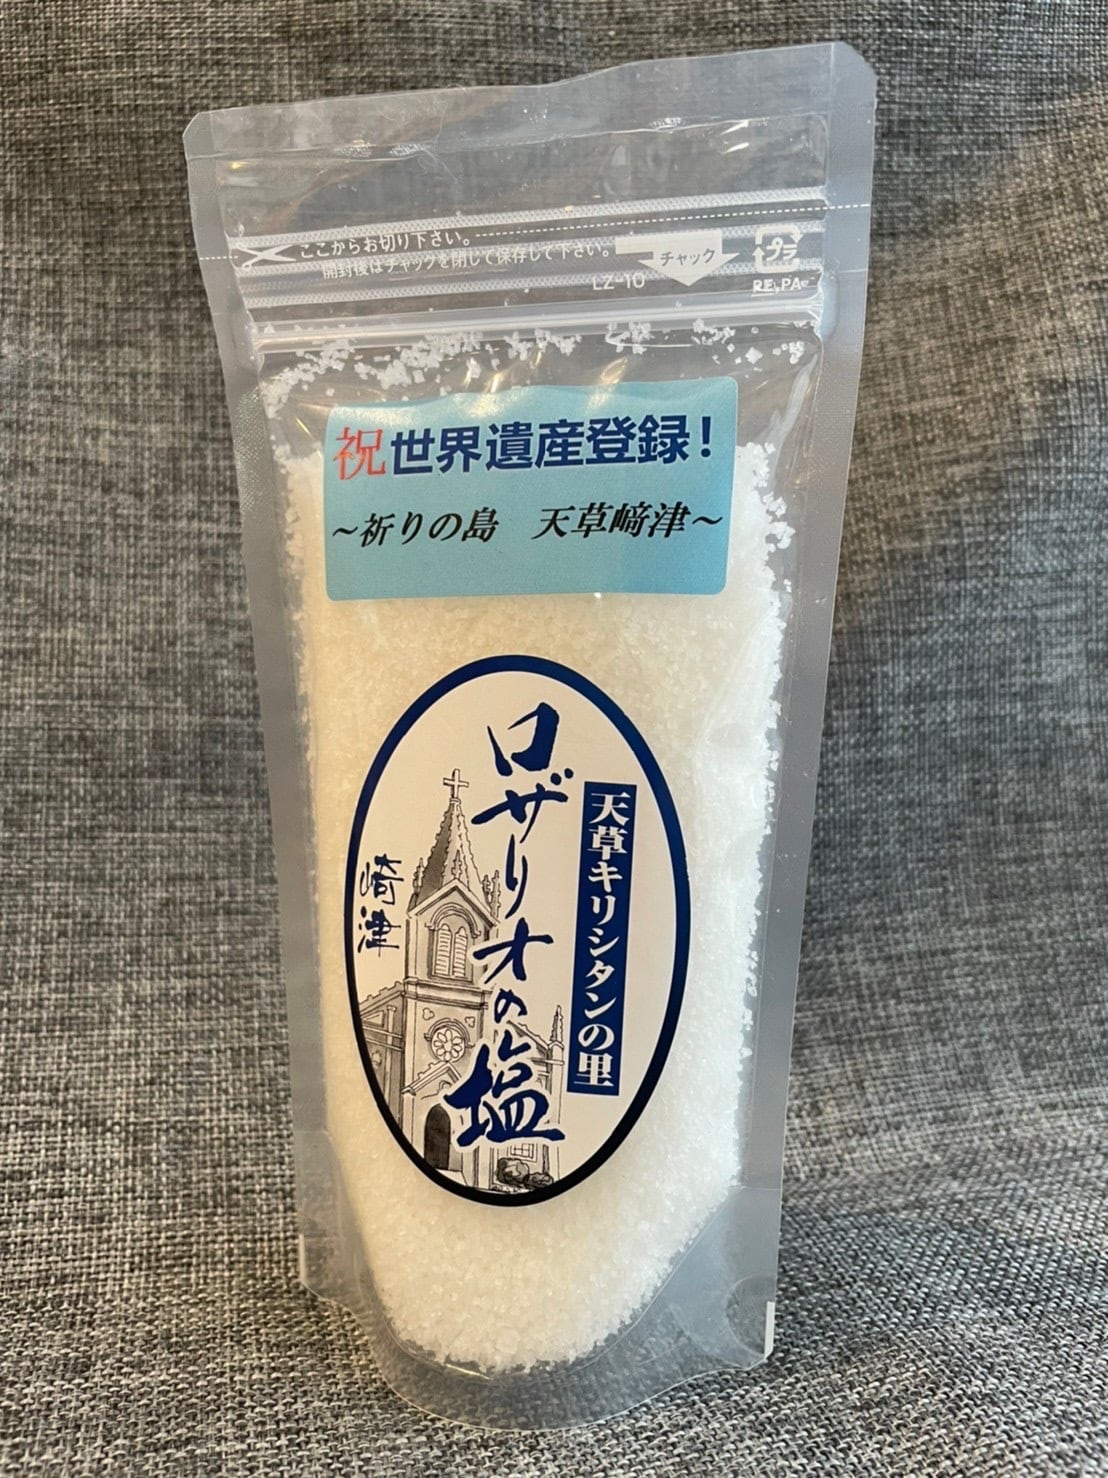 ここからお切り下さい。
開封後はチャックを閉じて保存して下さい。
チャック
LZ-10
プラ
PE,PA
祝世界遺産登録！
～祈りの島　天草﨑津～
天草キリシタンの里
ロザリオの塩
﨑津